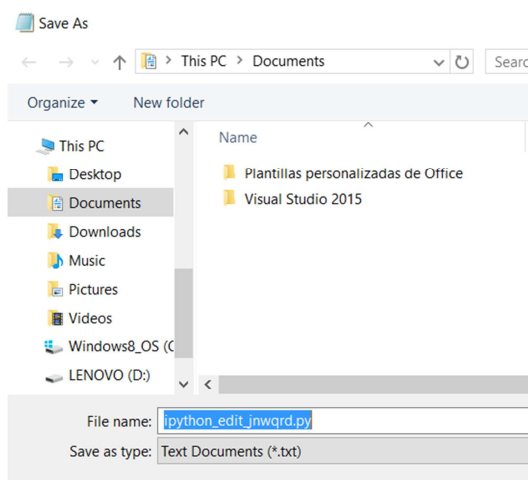 Save As
This PC > Documents
Searc
Organize
New folder
This PC
Desktop
Documents
Downloads
Music
Pictures
Videos
Windows8_OS (C
LENOVO (D:)
Name
Plantillas personalizadas de Office
Visual Studio 2015
File name: ipython_edit_jnwqrd.py
Save as type: Text Documents (*.txt)